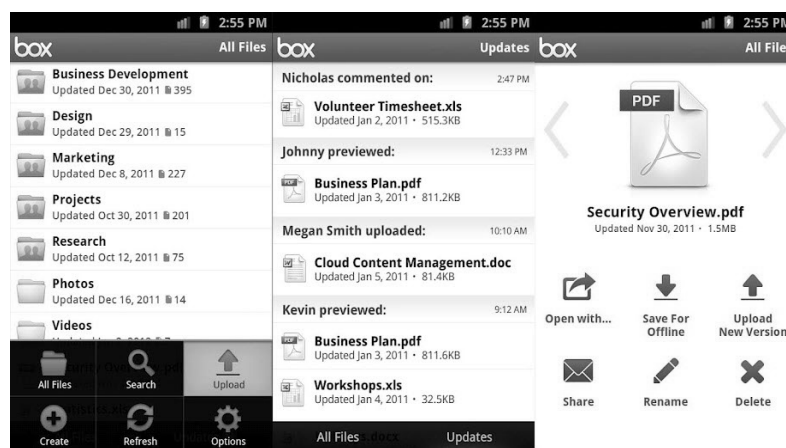 2:55 PM
box All Files
Business Development
Updated Dec 30, 2011 395
Design
Updated Dec 29, 2011 15
Marketing
Updated Dec 8, 2011 227
Projects
Updated Oct 30, 2011 201
Research
Updated Oct 12, 2011 75
Photos
Updated Dec 16, 2011 14
Videos
All Files Search Upload
Create Refresh Options
2:55 PM
box Updates
Nicholas commented on: 2:47 PM
Volunteer Timesheet.xls
Updated Jan 2, 2011 • 515.3KB
Johnny previewed: 12:33 PM
PDF Business Plan.pdf
Updated Jan 3, 2011 • 811.2KB
Megan Smith uploaded: 10:10 AM
Cloud Content Management.doc
Updated Jan 5, 2011 • 81.4KB
Kevin previewed: 9:12 AM
PDF Business Plan.pdf
Updated Jan 3, 2011 • 811.6KB
Workshops.xls
Updated Jan 4, 2011 • 32.5KB
All Files Updates
2:55 PM
box All File
PDF
Security Overview.pdf
Updated Nov 30, 2011 • 1.5MB
Open with... Save For Offline Upload New Version
Share Rename Delete